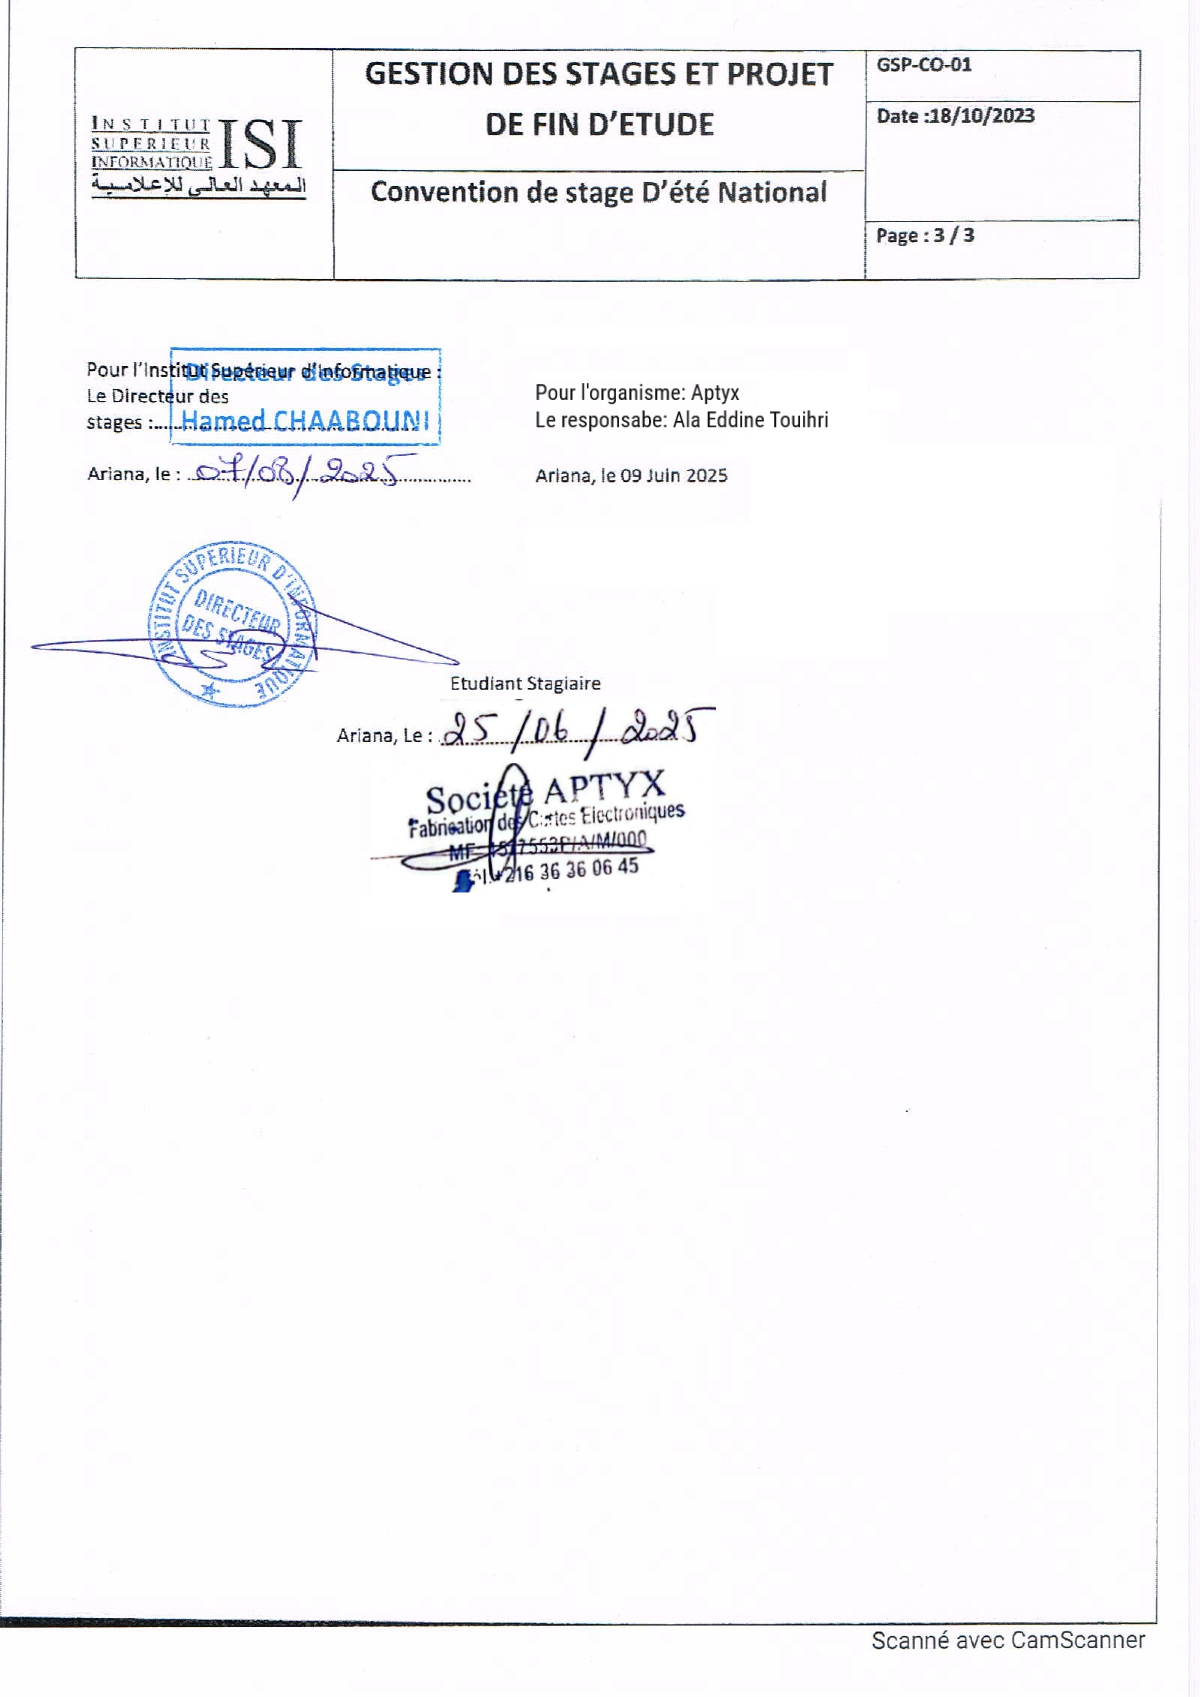 INSTITUT
SUPERIEUR
INFORMATIQUE
ISI
المعهد العالي للإعلامية
GESTION DES STAGES ET PROJET
DE FIN D'ETUDE
Convention de stage D'été National
GSP-CO-01
Date :18/10/2023
Page : 3 / 3
Pour l'Institut Supérieur d'Informatique :
Directeur des Stages
Le Directeur des
stages :
Hamed CHAABOUNI
Ariana, le : 07/08/2025
Pour l'organisme: Aptyx
Le responsabe: Ala Eddine Touihri
Ariana, le 09 Juin 2025
INSTITUT SUPERIEUR D'INFORMATIQUE
DIRECTEUR
DES STAGES
Etudiant Stagiaire
Ariana, Le : 25/06/2025
Société APTYX
Fabrication des Cartes Electroniques
MF
216 36 36 06 45
Scanné avec CamScanner